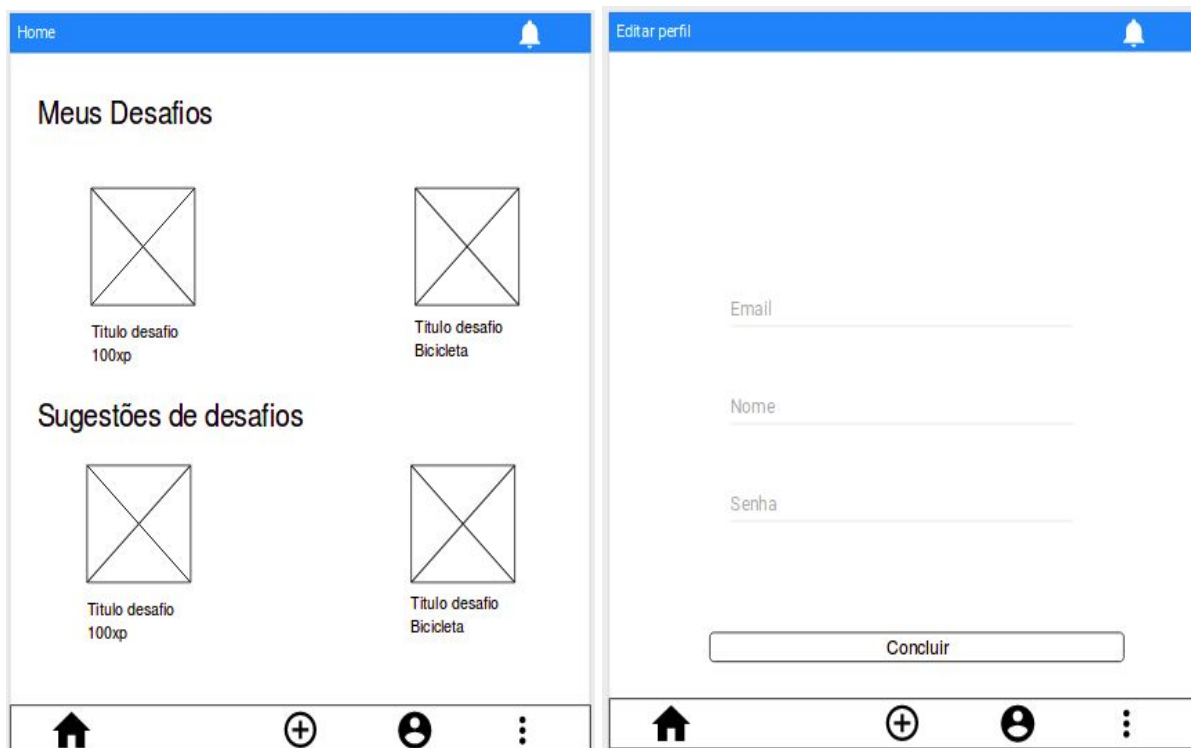 Home
Meus Desafios
Titulo desafio
100xp
Titulo desafio
Bicicleta
Sugestões de desafios
Titulo desafio
100xp
Titulo desafio
Bicicleta
Editar perfil
Email
Nome
Senha
Concluir